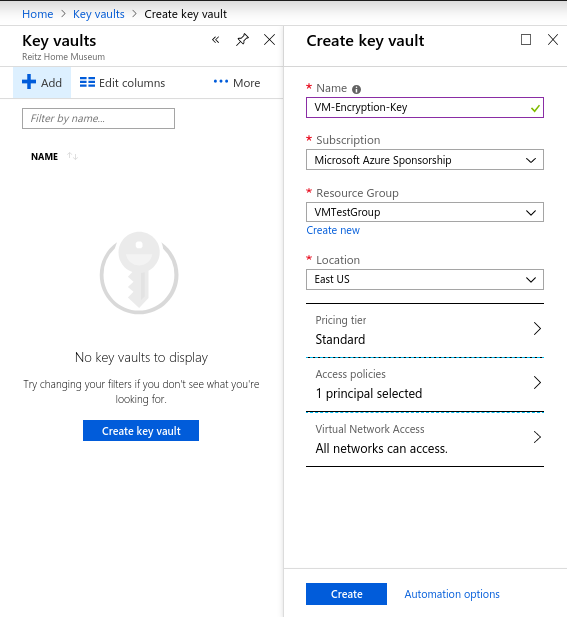 Home > Key vaults > Create key vault
Key vaults
Reitz Home Museum
Add
Edit columns
More
Filter by name...
NAME
No key vaults to display
Try changing your filters if you don't see what you're
looking for.
Create key vault
Create key vault
* Name
VM-Encryption-Key
* Subscription
Microsoft Azure Sponsorship
* Resource Group
VMTestGroup
Create new
* Location
East US
Pricing tier
Standard
Access policies
1 principal selected
Virtual Network Access
All networks can access.
Create
Automation options